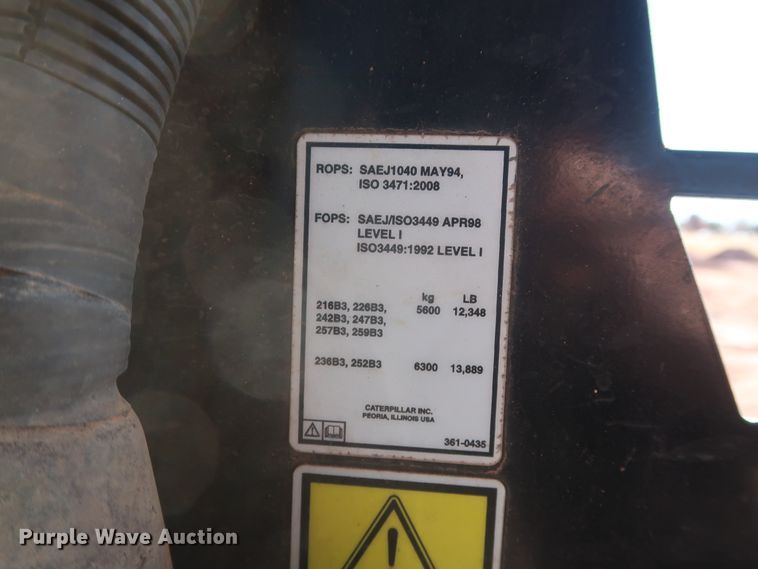 ROPS: SAEJ1040 MAY94,
ISO 3471:2008
FOPS: SAEJ/ISO3449 APR98
LEVEL I
ISO3449:1992 LEVEL I
kg LB
216B3, 226B3, 5600 12,348
242B3, 247B3,
257B3, 259B3
236B3, 252B3 6300 13,889
CATERPILLAR INC.
PEORIA, ILLINOIS USA
361-0435
Purple Wave Auction